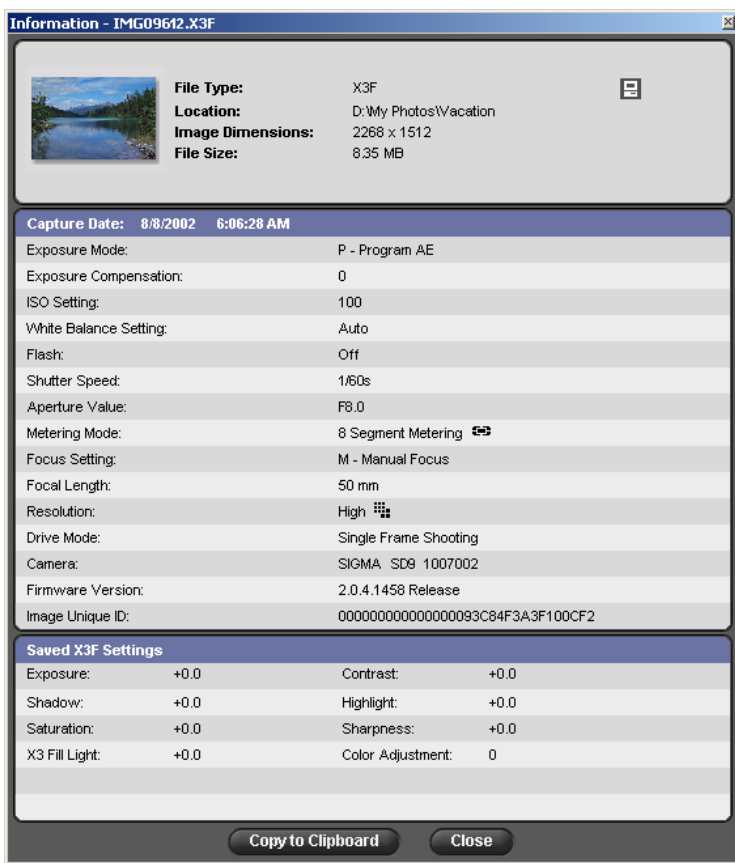 Information - IMG09612.X3F
File Type: X3F
Location: D:\My Photos\Vacation
Image Dimensions: 2268 x 1512
File Size: 8.35 MB
Capture Date: 8/8/2002 6:06:28 AM
Exposure Mode: P - Program AE
Exposure Compensation: 0
ISO Setting: 100
White Balance Setting: Auto
Flash: Off
Shutter Speed: 1/60s
Aperture Value: F8.0
Metering Mode: 8 Segment Metering
Focus Setting: M - Manual Focus
Focal Length: 50 mm
Resolution: High
Drive Mode: Single Frame Shooting
Camera: SIGMA SD9 1007002
Firmware Version: 2.0.4.1458 Release
Image Unique ID: 00000000000000093C84F3A3F100CF2
Saved X3F Settings
Exposure: +0.0 Contrast: +0.0
Shadow: +0.0 Highlight: +0.0
Saturation: +0.0 Sharpness: +0.0
X3 Fill Light: +0.0 Color Adjustment: 0
Copy to Clipboard Close